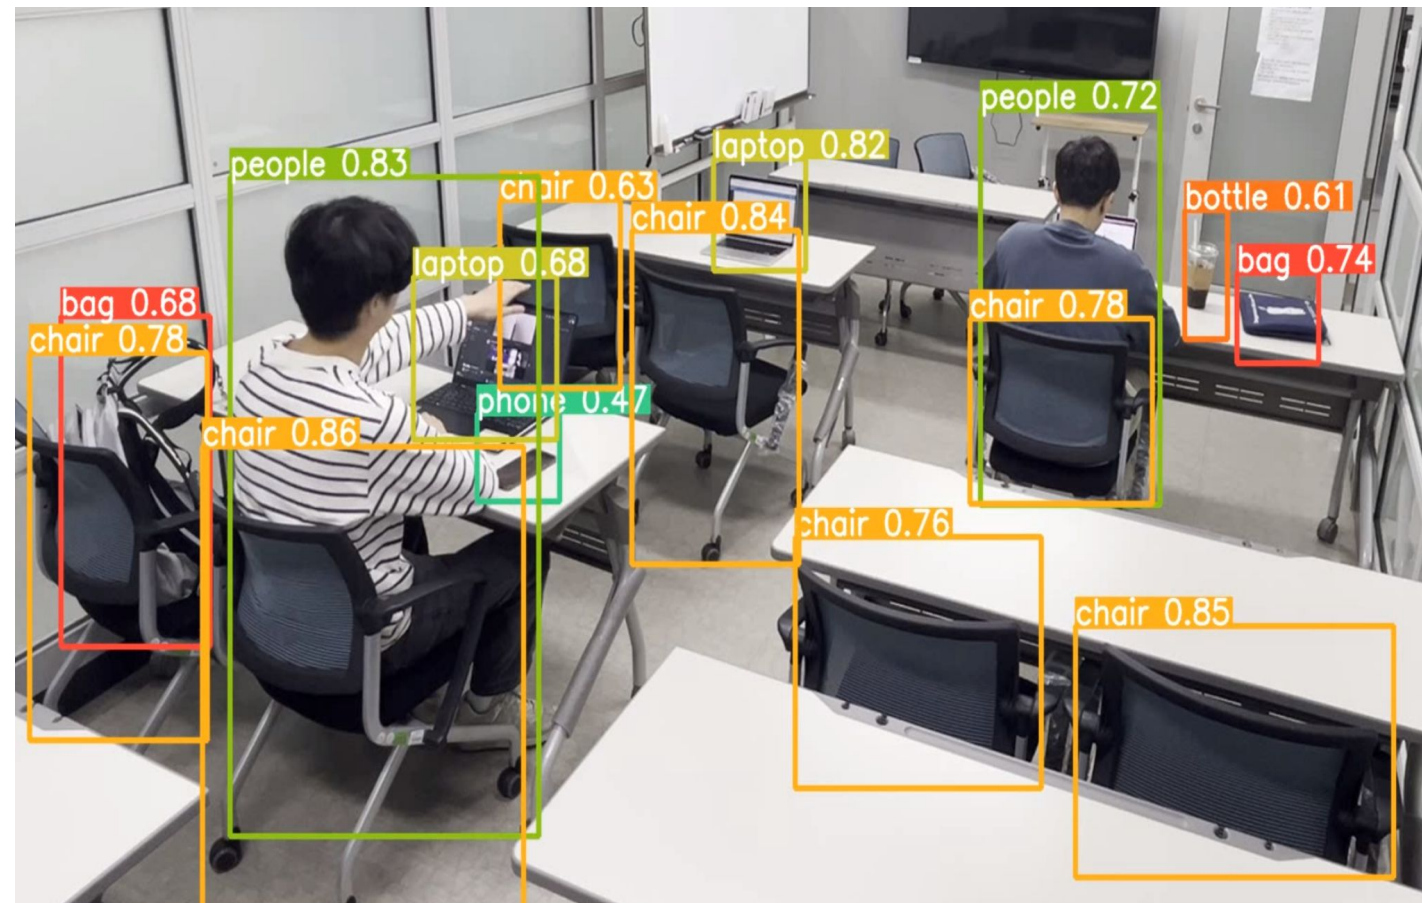 people 0.72
laptop 0.82
people 0.83
chair 0.63
bottle 0.61
chair 0.84
bag 0.74
laptop 0.68
bag 0.68
chair 0.78
chair 0.78
phone 0.47
chair 0.86
chair 0.76
chair 0.85